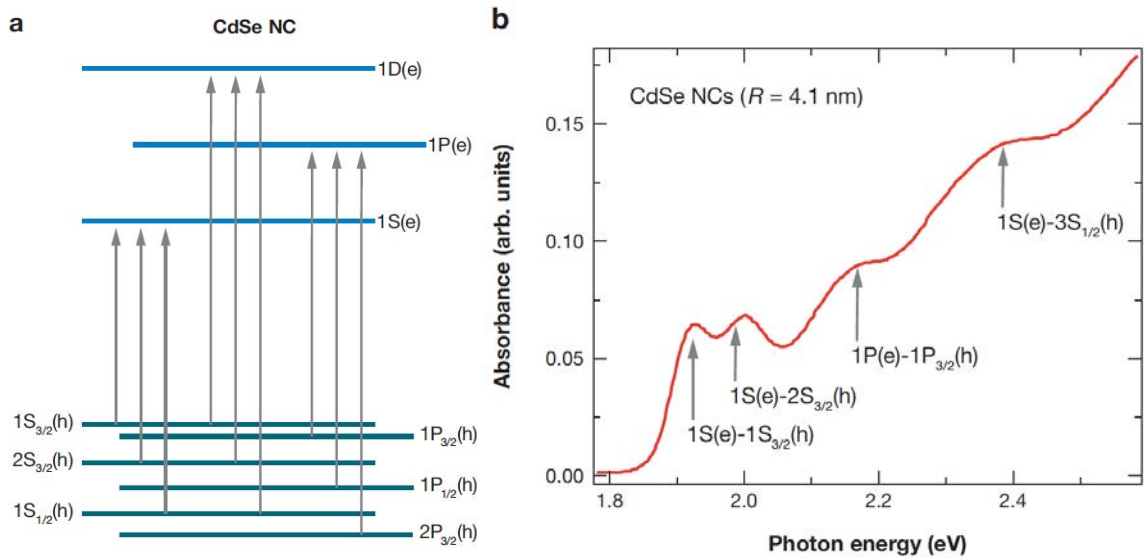 a
CdSe NC
1D(e)
1P(e)
1S(e)
1S3/2(h)
1P3/2(h)
2S3/2(h)
1P1/2(h)
1S1/2(h)
2P3/2(h)
b
CdSe NCs (R = 4.1 nm)
Absorbance (arb. units)
0.15
0.10
0.05
0.00
1S(e)-3S1/2(h)
1P(e)-1P3/2(h)
1S(e)-2S3/2(h)
1S(e)-1S3/2(h)
1.8 2.0 2.2 2.4
Photon energy (eV)